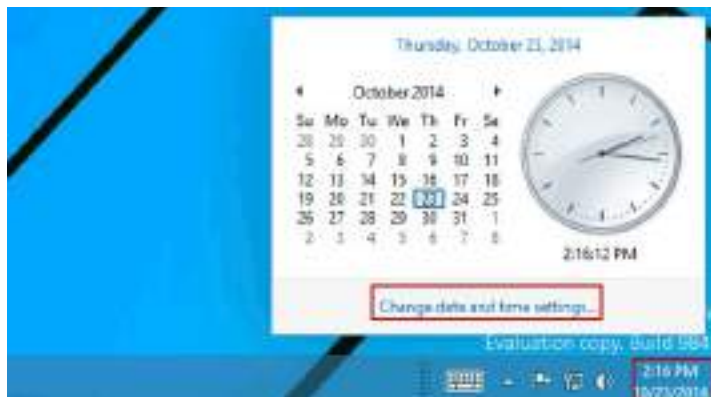 Thursday, October 23, 2014
October 2014
Su Mo Tu We Th Fr Sa
28 29 30 1 2 3 4
5 6 7 8 9 10 11
12 13 14 15 16 17 18
19 20 21 22 23 24 25
26 27 28 29 30 31 1
2 3 4 5 6 7 8
2:16:12 PM
Change date and time settings...
Evaluation copy. Build 984
2:16 PM
10/23/2014